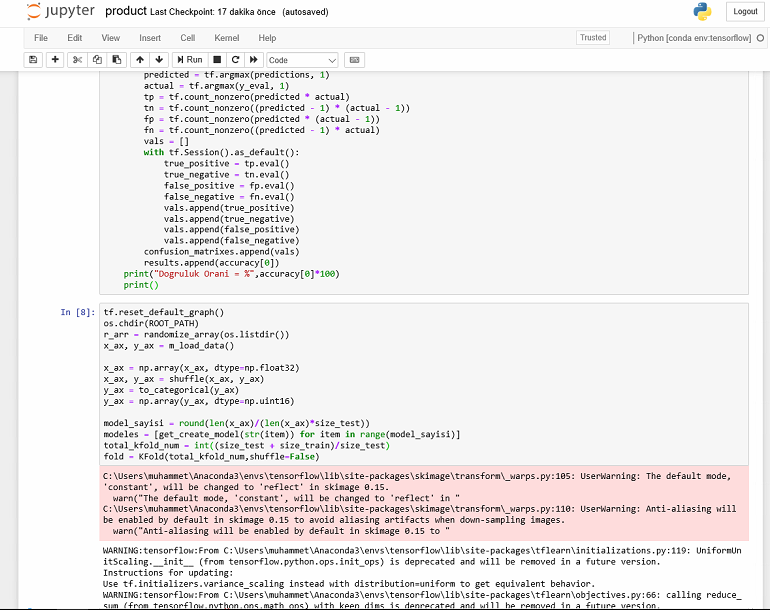 jupyter product Last Checkpoint: 17 dakika önce (autosaved)
Logout
File Edit View Insert Cell Kernel Help Trusted Python [conda env:tensorflow]
Run Code
predicted = tf.argmax(predictions, 1)
actual = tf.argmax(y_eval, 1)
tp = tf.count_nonzero(predicted * actual)
tn = tf.count_nonzero((predicted - 1) * (actual - 1))
fp = tf.count_nonzero(predicted * (actual - 1))
fn = tf.count_nonzero((predicted - 1) * actual)
vals = []
with tf.Session().as_default():
true_positive = tp.eval()
true_negative = tn.eval()
false_positive = fp.eval()
false_negative = fn.eval()
vals.append(true_positive)
vals.append(true_negative)
vals.append(false_positive)
vals.append(false_negative)
confusion_matrixes.append(vals)
results.append(accuracy[0])
print("Dogruluk Orani = %",accuracy[0]*100)
print()
In [8]: tf.reset_default_graph()
os.chdir(ROOT_PATH)
r_arr = randomize_array(os.listdir())
x_ax, y_ax = m_load_data()
x_ax = np.array(x_ax, dtype=np.float32)
x_ax, y_ax = shuffle(x_ax, y_ax)
y_ax = to_categorical(y_ax)
y_ax = np.array(y_ax, dtype=np.uint16)
model_sayisi = round(len(x_ax)/(len(x_ax)*size_test))
modeles = [get_create_model(str(item)) for item in range(model_sayisi)]
total_kfold_num = int((size_test + size_train)/size_test)
fold = KFold(total_kfold_num,shuffle=False)
C:\Users\muhammet\Anaconda3\envs\tensorflow\lib\site-packages\skimage\transform\_warps.py:105: UserWarning: The default mode,
'constant', will be changed to 'reflect' in skimage 0.15.
warn("The default mode, 'constant', will be changed to 'reflect' in "
C:\Users\muhammet\Anaconda3\envs\tensorflow\lib\site-packages\skimage\transform\_warps.py:110: UserWarning: Anti-aliasing will
be enabled by default in skimage 0.15 to avoid aliasing artifacts when down-sampling images.
warn("Anti-aliasing will be enabled by default in skimage 0.15 to "
WARNING:tensorflow:From C:\Users\muhammet\Anaconda3\envs\tensorflow\lib\site-packages\tflearn\initializations.py:119: UniformUn
itScaling.__init__ (from tensorflow.python.ops.init_ops) is deprecated and will be removed in a future version.
Instructions for updating:
Use tf.initializers.variance_scaling instead with distribution=uniform to get equivalent behavior.
WARNING:tensorflow:From C:\Users\muhammet\Anaconda3\envs\tensorflow\lib\site-packages\tflearn\objectives.py:66: calling reduce_
sum (from tensorflow.python.ops.math_ops) with keep_dims is deprecated and will be removed in a future version.